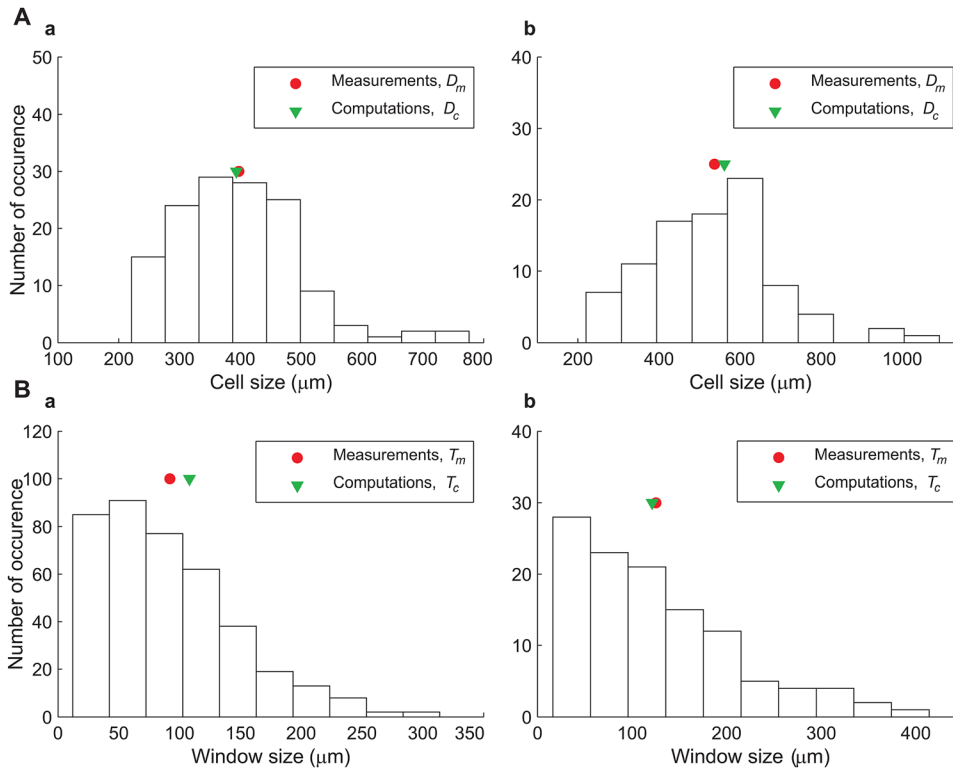 A
a
b
50
40
30
20
10
0
Number of occurence
Measurements, Dm
Computations, Dc
100 200 300 400 500 600 700 800
Cell size (μm)
40
30
20
10
0
Measurements, Dm
Computations, Dc
200 400 600 800 1000
Cell size (μm)
B
a
b
120
100
80
60
40
20
0
Number of occurence
Measurements, Tm
Computations, Tc
0 50 100 150 200 250 300 350
Window size (μm)
40
30
20
10
0
Measurements, Tm
Computations, Tc
0 100 200 300 400
Window size (μm)